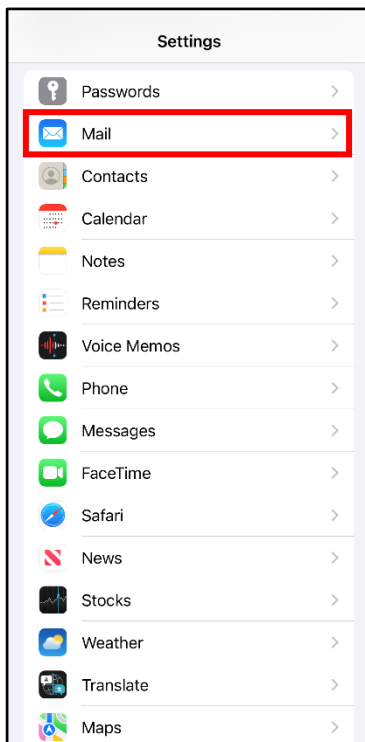 Settings
Passwords
Mail
Contacts
Calendar
Notes
Reminders
Voice Memos
Phone
Messages
FaceTime
Safari
News
Stocks
Weather
Translate
Maps